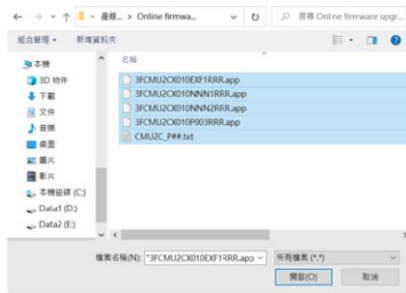 產線... > Online firmwa...
搜尋 Online firmware upgr...
組合管理
新增資料夾
本機
3D 物件
下載
文件
音樂
桌面
圖片
影片
本機磁碟 (C:)
Data1 (D:)
Data2 (E:)
名稱
3FCMU2CX010EXF1RRR.app
3FCMU2CX010NNN1RRR.app
3FCMU2CX010NNN2RRR.app
3FCMU2CX010P003RRR.app
CMU2C_P##.txt
檔案名稱(N):
"3FCMU2CX010EXF1RRR.app
所有檔案 (*.*)
開啟(O)
取消